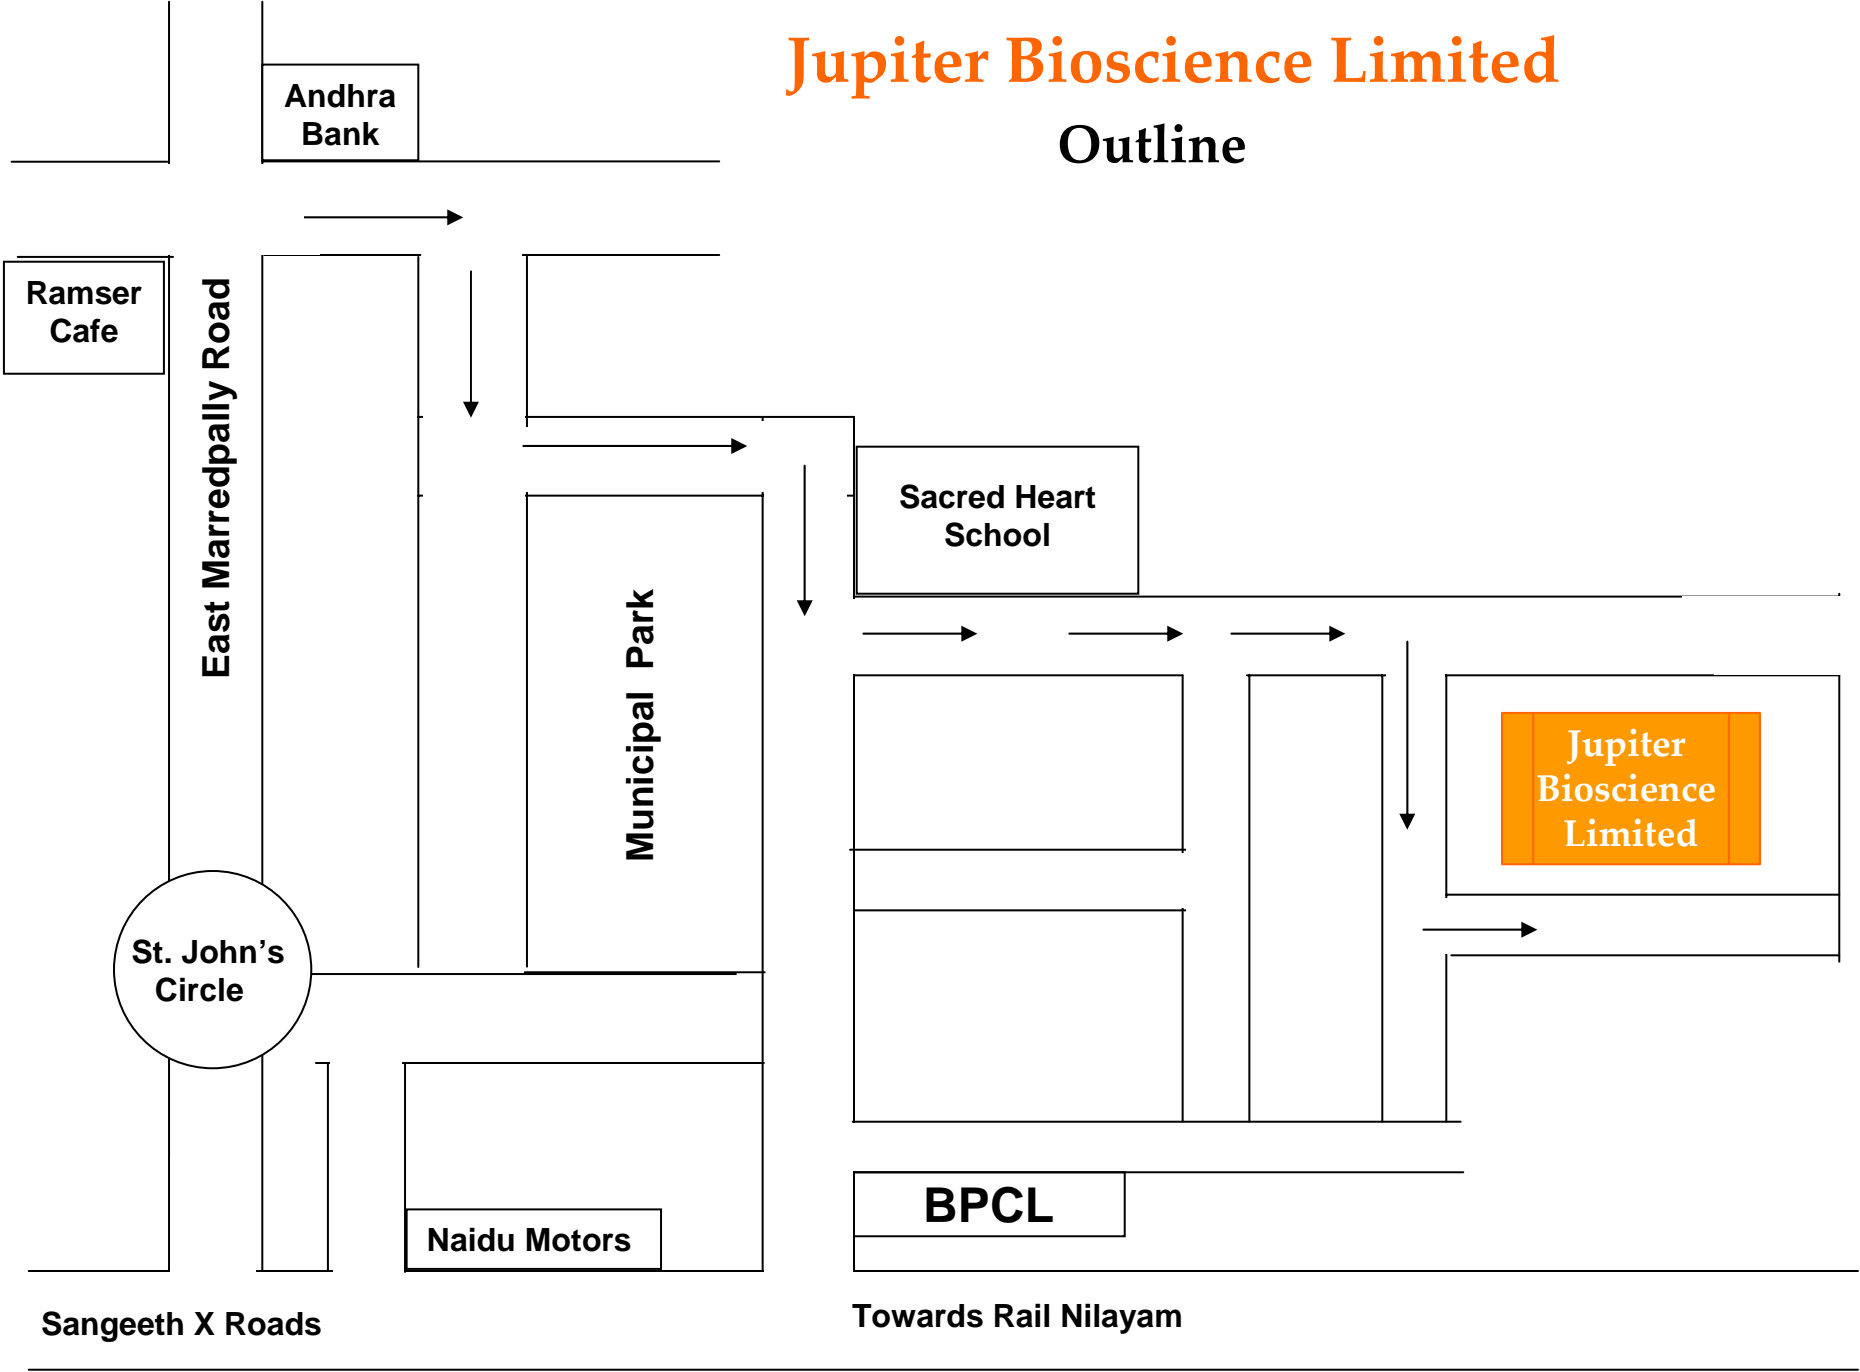 Jupiter Bioscience Limited
Outline
Andhra
Bank
Ramser
Cafe
East Marredpally Road
Sacred Heart
School
Municipal Park
Jupiter
Bioscience
Limited
St. John’s
Circle
BPCL
Naidu Motors
Sangeeth X Roads
Towards Rail Nilayam